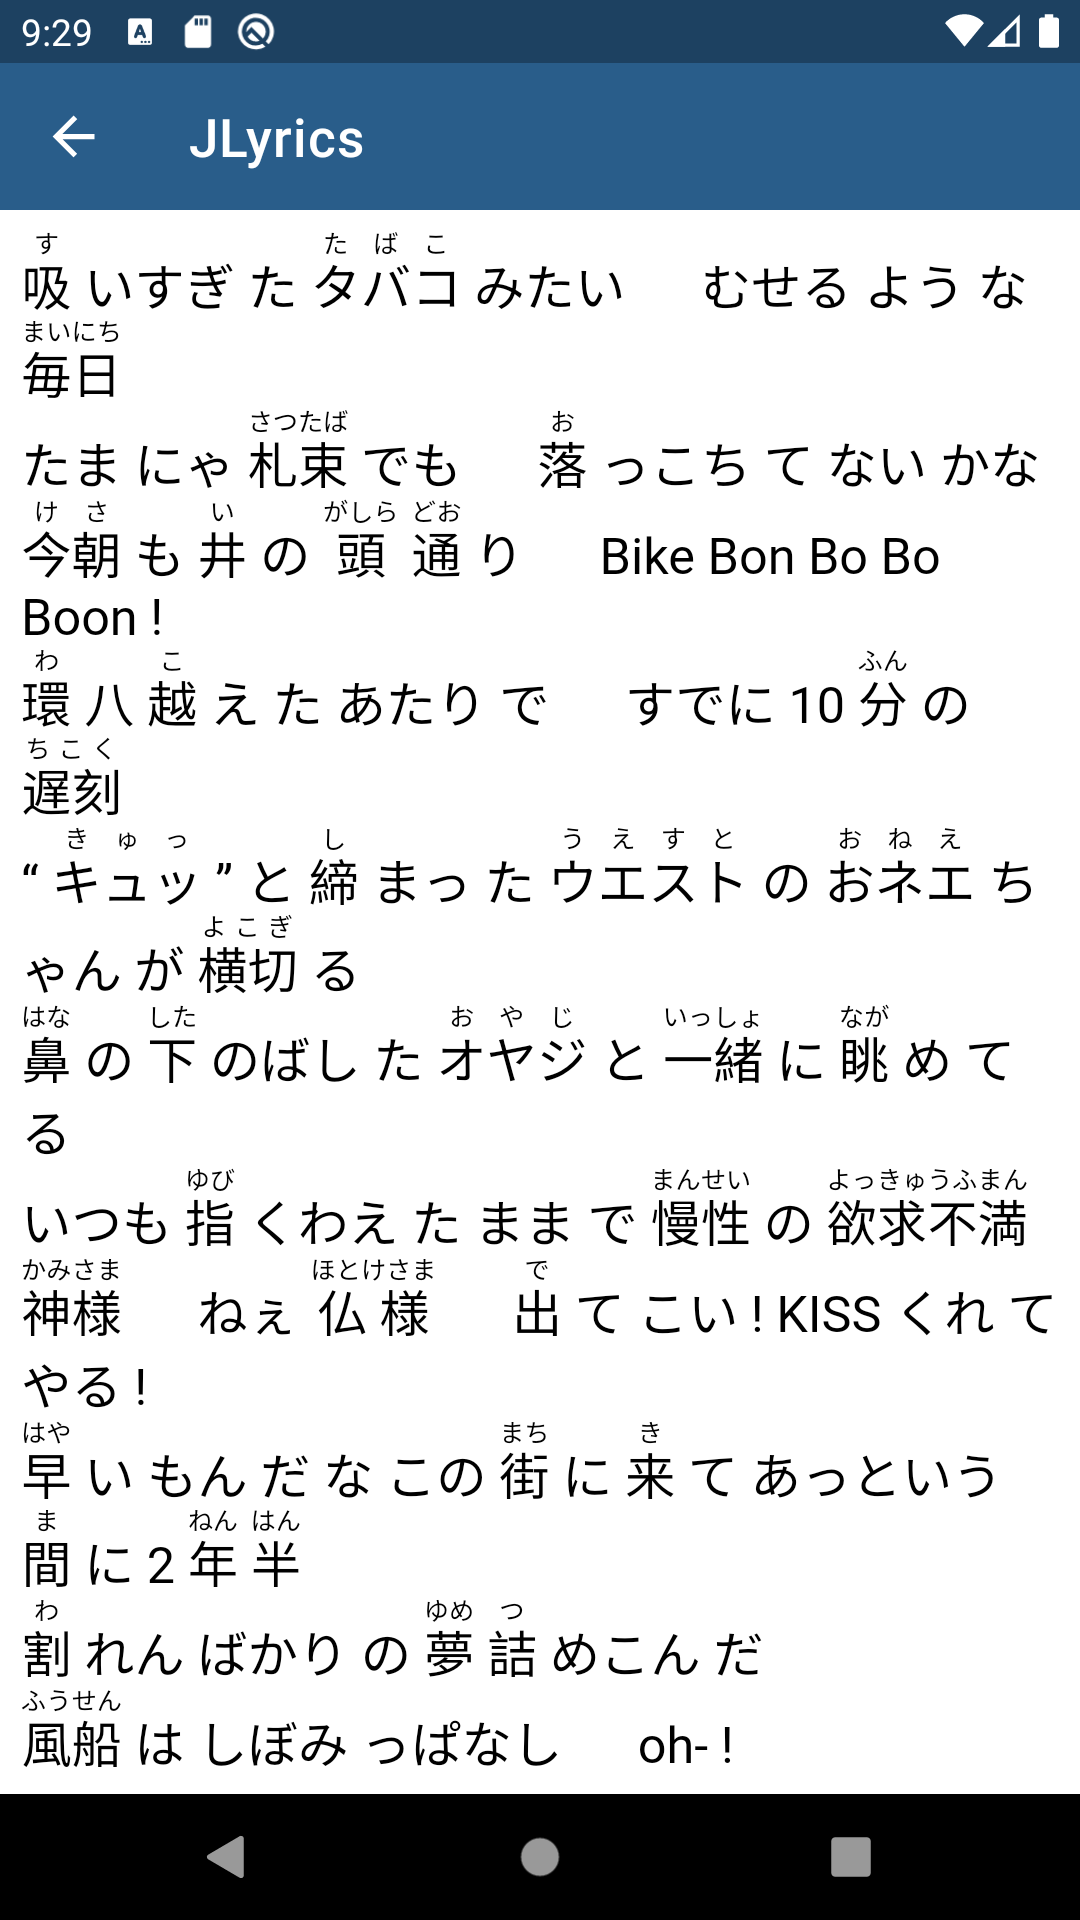 9:29
JLyrics
す た ば こ
吸 いすぎ た タバコ みたい　 むせる よう な
まいにち
毎日
さつたば お
たま にゃ 札束 でも　 落 っこち て ない かな
け さ い がしら どお
今朝 も 井 の 頭 通 り　 Bike Bon Bo Bo
Boon !
わ こ ふん
環 八 越 え た あたり で　 すでに 10 分 の
ちこく
遅刻
き ゅ っ し う え す と お ね え
“ キュッ ” と 締 まっ た ウエスト の おネエ ち
よこぎ
ゃん が 横切 る
はな した お や じ いっしょ なが
鼻 の 下 のばし た オヤジ と 一緒 に 眺 め て
る
ゆび まんせい よっきゅうふまん
いつも 指 くわえ た まま で 慢性 の 欲求不満
かみさま ほとけさま で
神様　 ねぇ 仏 様　 出 て こい ! KISS くれ て
やる !
はや まち き
早 い もん だ な この 街 に 来 て あっという
ま ねん はん
間 に 2 年 半
わ ゆめ つ
割 れん ばかり の 夢 詰 めこん だ
ふうせん
風船 は しぼみ っぱなし　 oh- !